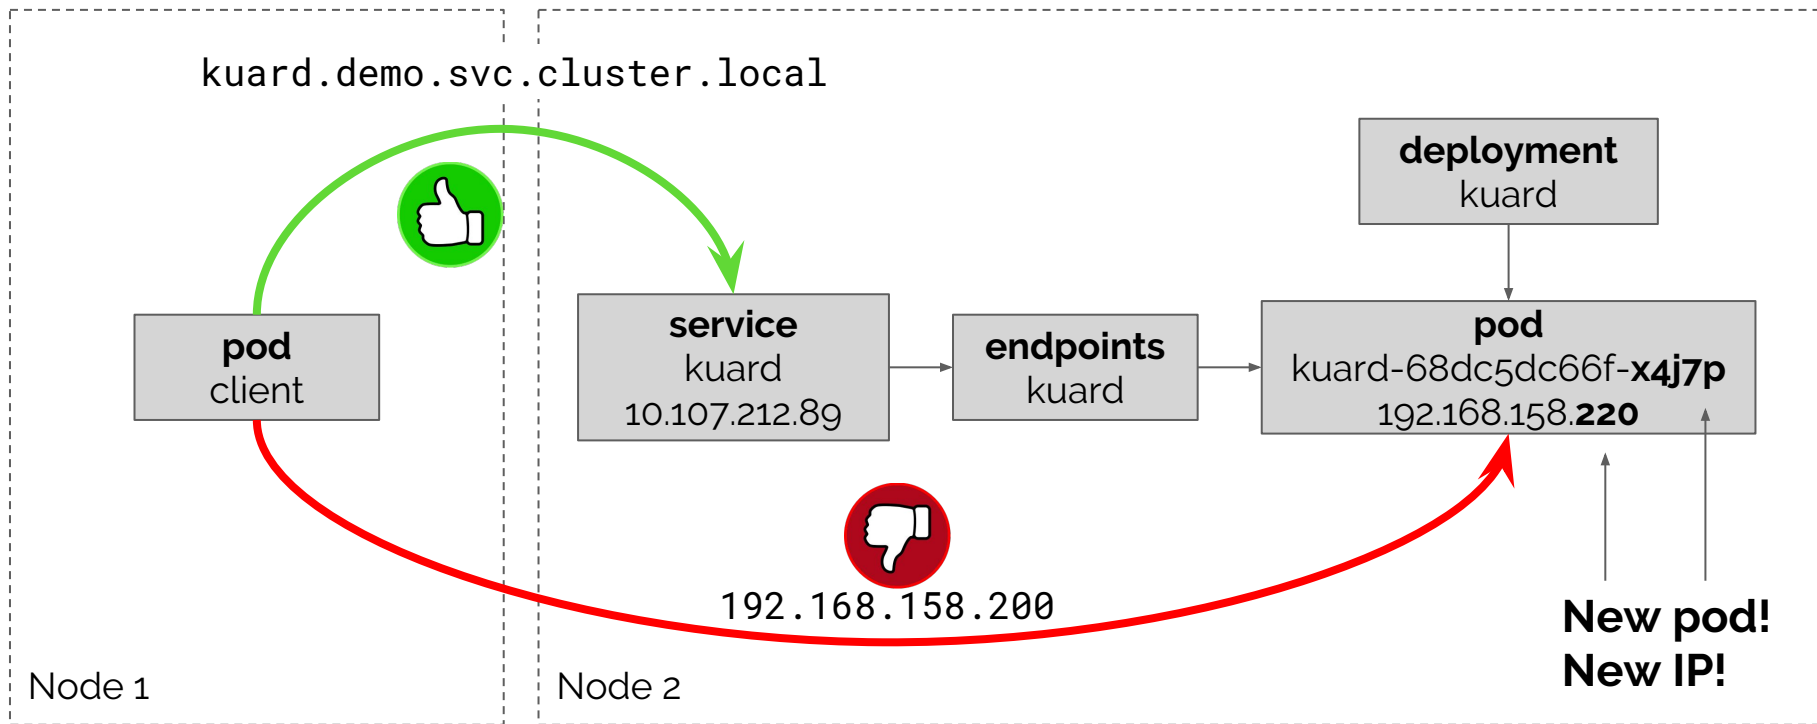 kuard.demo.svc.cluster.local
deployment
kuard
pod
client
service
kuard
10.107.212.89
endpoints
kuard
pod
kuard-68dc5dc66f-x4j7p
192.168.158.220
192.168.158.200
New pod!
New IP!
Node 1
Node 2